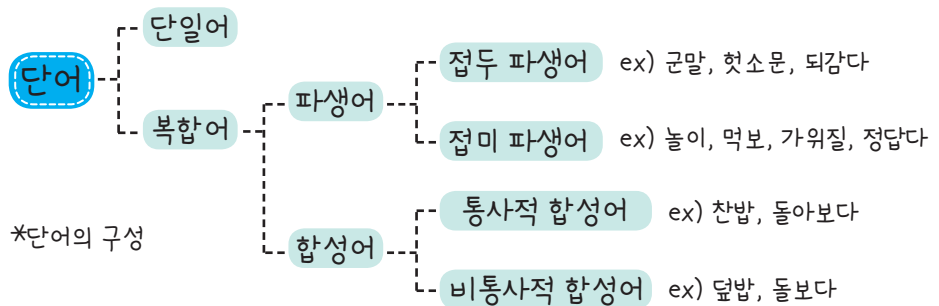 단어
단일어
복합어
파생어
접두 파생어 ex) 군말, 헛소문, 되감다
접미 파생어 ex) 놀이, 먹보, 가위질, 정답다
합성어
통사적 합성어 ex) 찬밥, 돌아보다
비통사적 합성어 ex) 덮밥, 돌보다
*단어의 구성